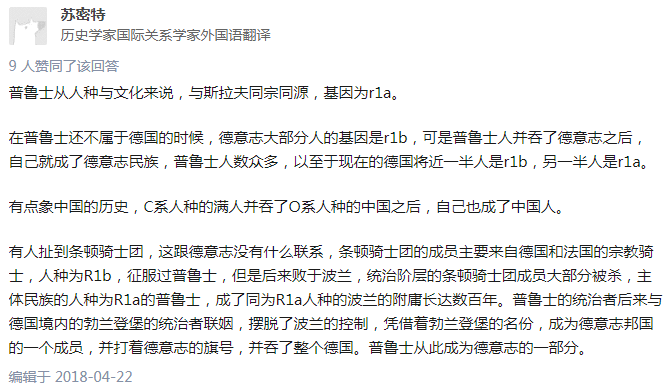 苏密特
历史学家国际关系学家外国语翻译
9 人赞同了该回答
普鲁士从人种与文化来说，与斯拉夫同宗同源，基因为r1a。
在普鲁士还不属于德国的时候，德意志大部分人的基因是r1b，可是普鲁士人并吞了德意志之后，
自己就成了德意志民族，普鲁士人数众多，以至于现在的德国将近一半人是r1b，另一半人是r1a。
有点象中国的历史，C系人种的满人并吞了O系人种的中国之后，自己也成了中国人。
有人扯到条顿骑士团，这跟德意志没有什么联系，条顿骑士团的成员主要来自德国和法国的宗教骑
士，人种为R1b，征服过普鲁士，但是后来败于波兰，统治阶层的条顿骑士团成员大部分被杀，主
体民族的人种为R1a的普鲁士，成了同为R1a人种的波兰的附庸长达数百年。普鲁士的统治者后来与
德国境内的勃兰登堡的统治者联姻，摆脱了波兰的控制，凭借着勃兰登堡的名份，成为德意志邦国
的一个成员，并打着德意志的旗号，并吞了整个德国。普鲁士从此成为德意志的一部分。
编辑于 2018-04-22